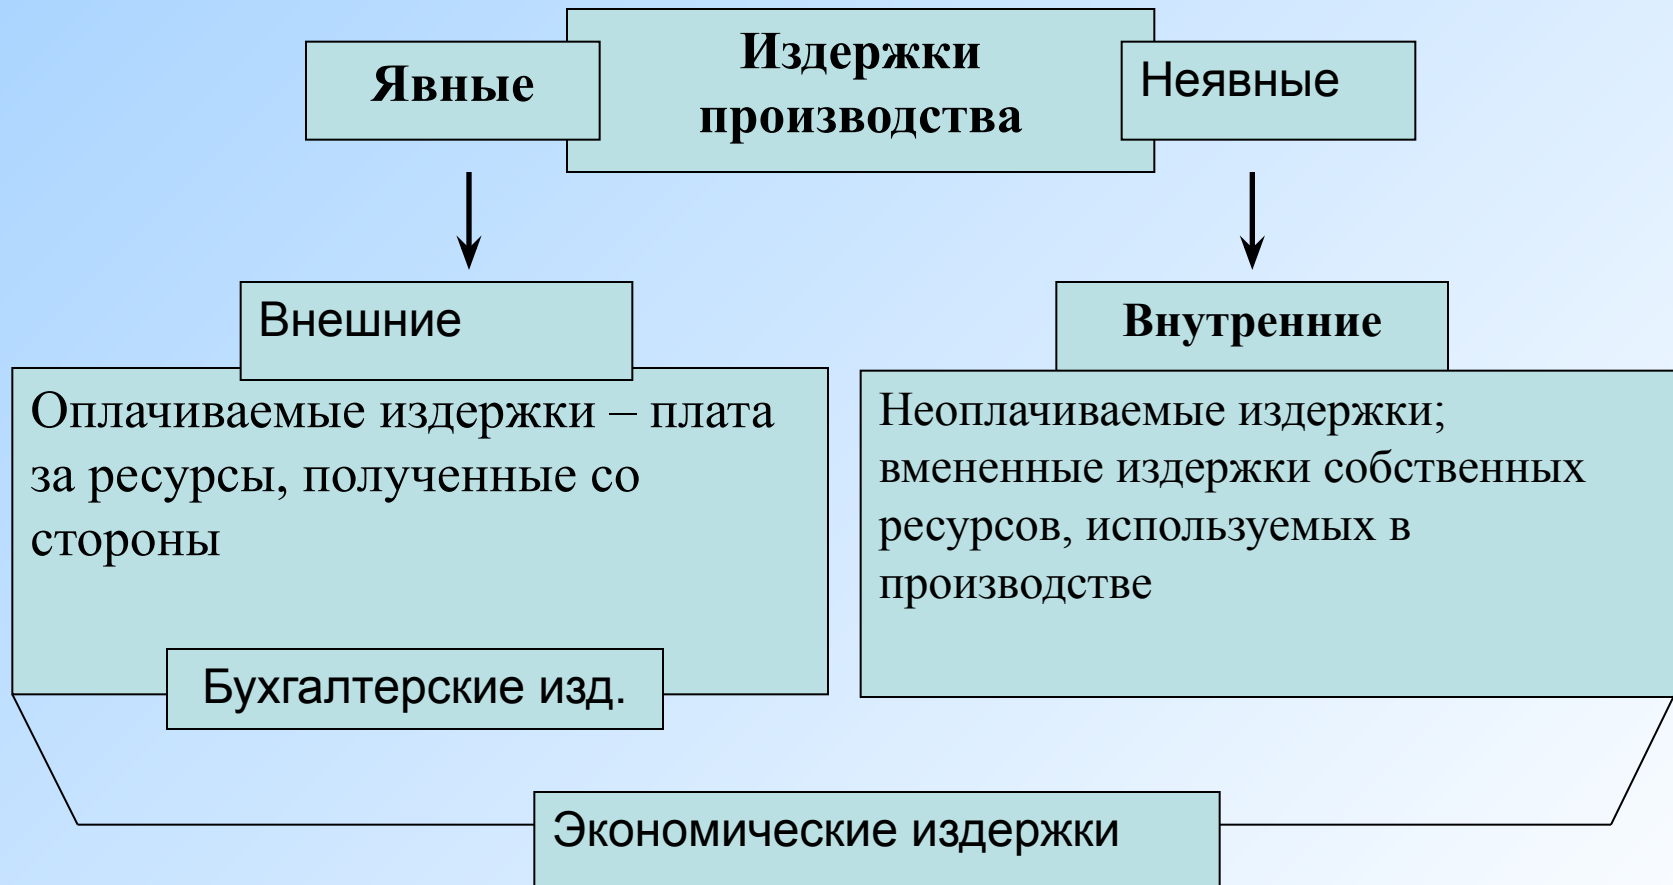 Издержки
производства
Явные
Неявные
Внешние
Внутренние
Оплачиваемые издержки – плата
за ресурсы, полученные со
стороны
Неоплачиваемые издержки;
вмененные издержки собственных
ресурсов, используемых в
производстве
Бухгалтерские изд.
Экономические издержки